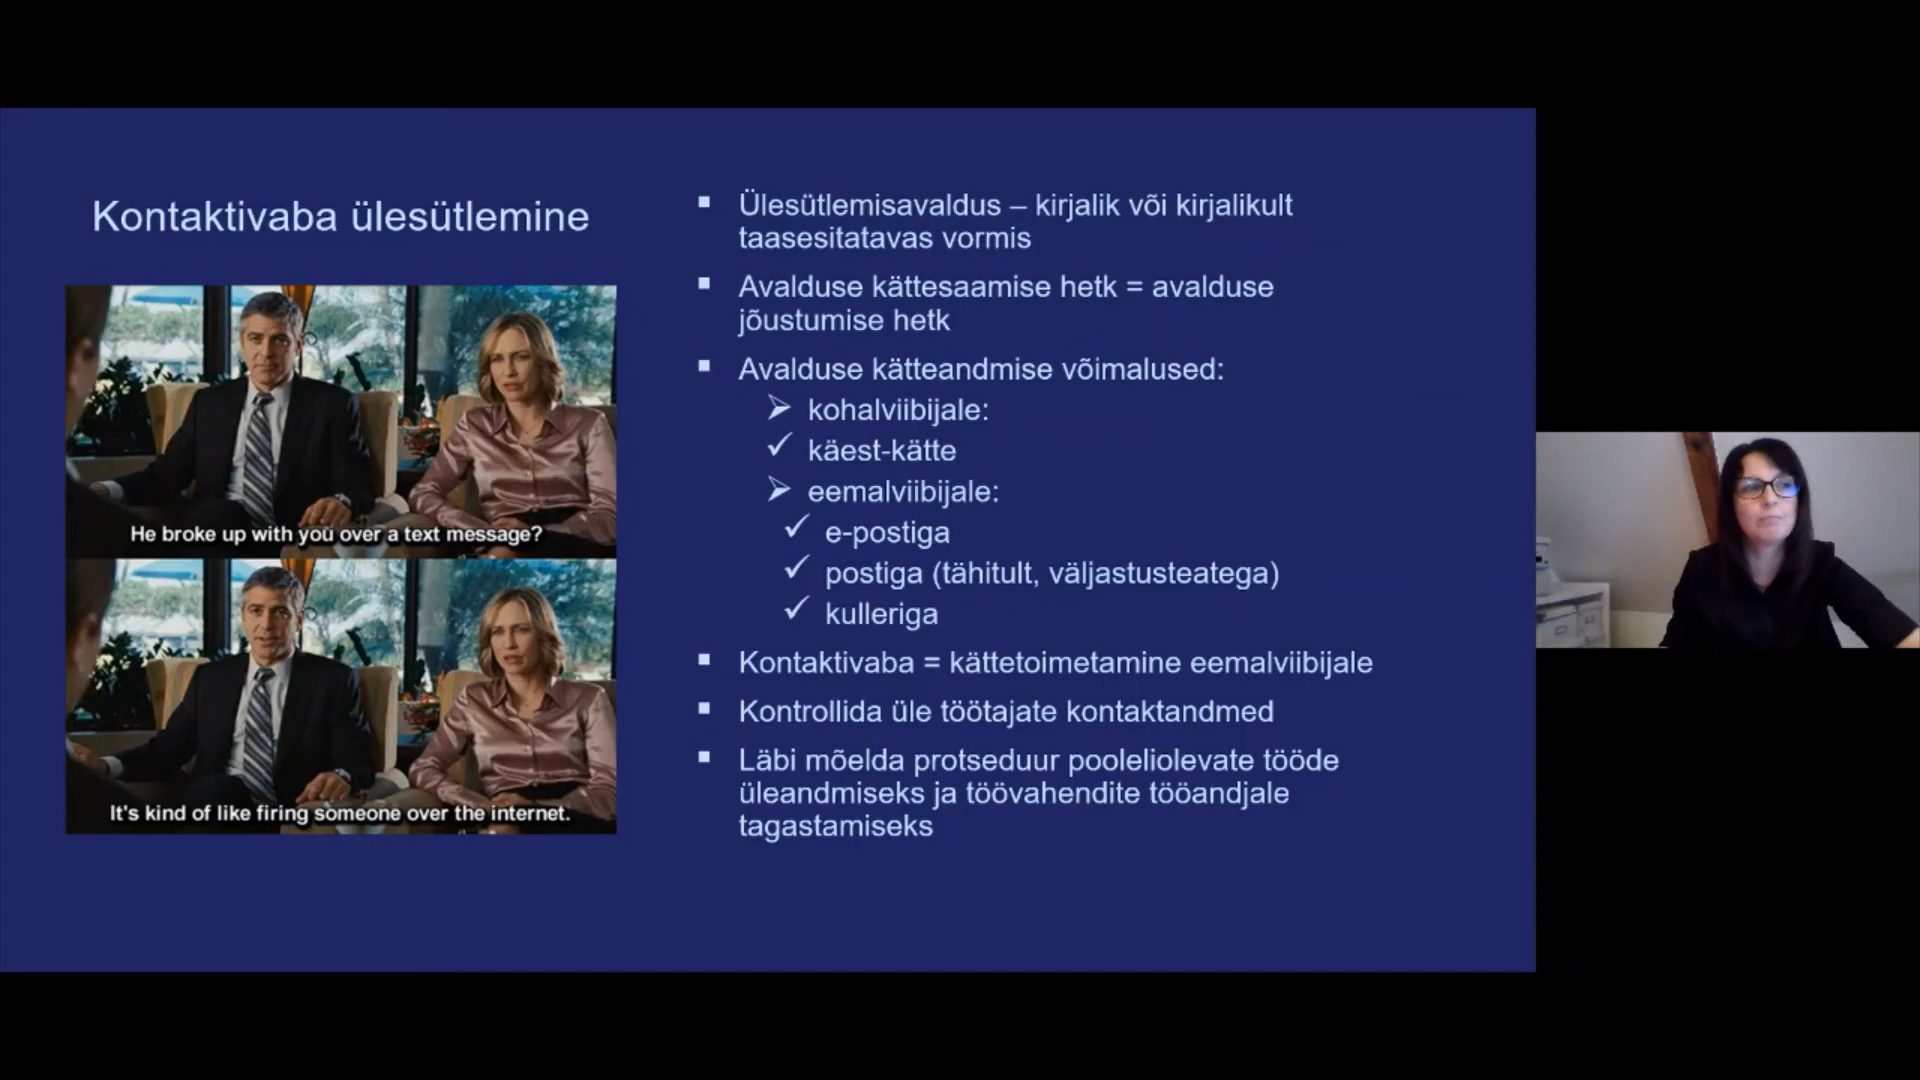 Kontaktivaba ülesütlemine
He broke up with you over a text message?
It's kind of like firing someone over the internet.
Ülesütlemisavaldus – kirjalik või kirjalikult
taasesitatavas vormis
Avalduse kättesaamise hetk = avalduse
jõustumise hetk
Avalduse kätteandmise võimalused:
kohalviibijale:
käest-kätte
eemalviibijale:
e-postiga
postiga (tähitult, väljastusteatega)
kulleriga
Kontaktivaba = kättetoimetamine eemalviibijale
Kontrollida üle töötajate kontaktandmed
Läbi mõelda protseduur pooleliolevate tööde
üleandmiseks ja töövahendite tööandjale
tagastamiseks